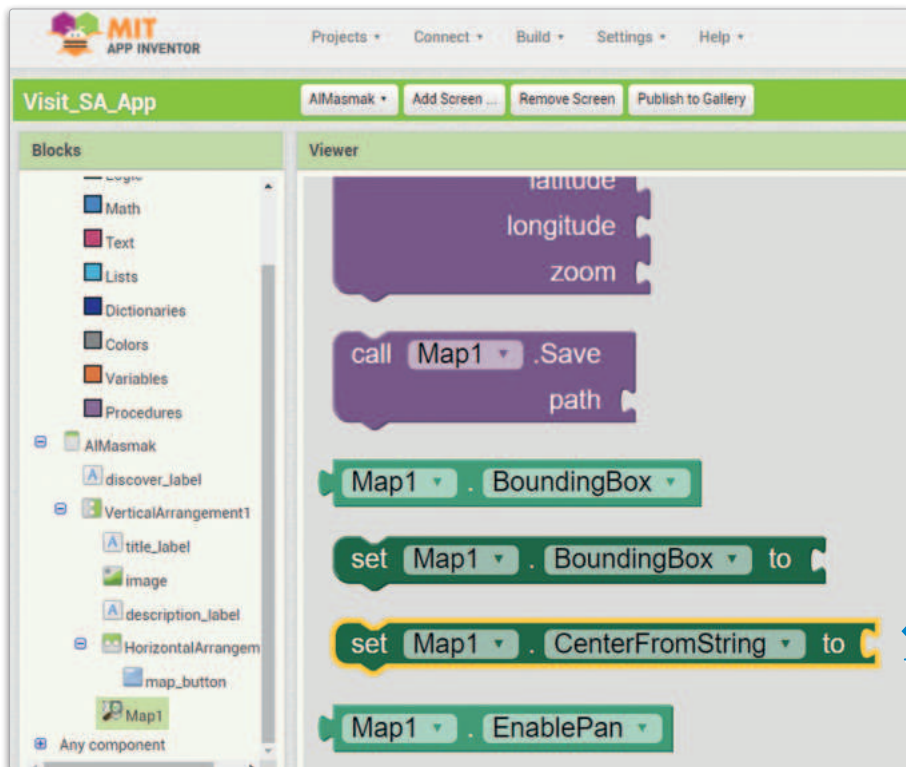 MIT
APP INVENTOR
Projects Connect Build Settings Help
Visit_SA_App
AlMasmak Add Screen ... Remove Screen Publish to Gallery
Blocks
Viewer
Logic
Math
Text
Lists
Dictionaries
Colors
Variables
Procedures
AlMasmak
discover_label
VerticalArrangement1
title_label
image
description_label
HorizontalArrangem
map_button
Map1
Any component
latitude
longitude
zoom
call Map1 .Save
path
Map1 . BoundingBox
set Map1 . BoundingBox to
set Map1 . CenterFromString to
Map1 . EnablePan